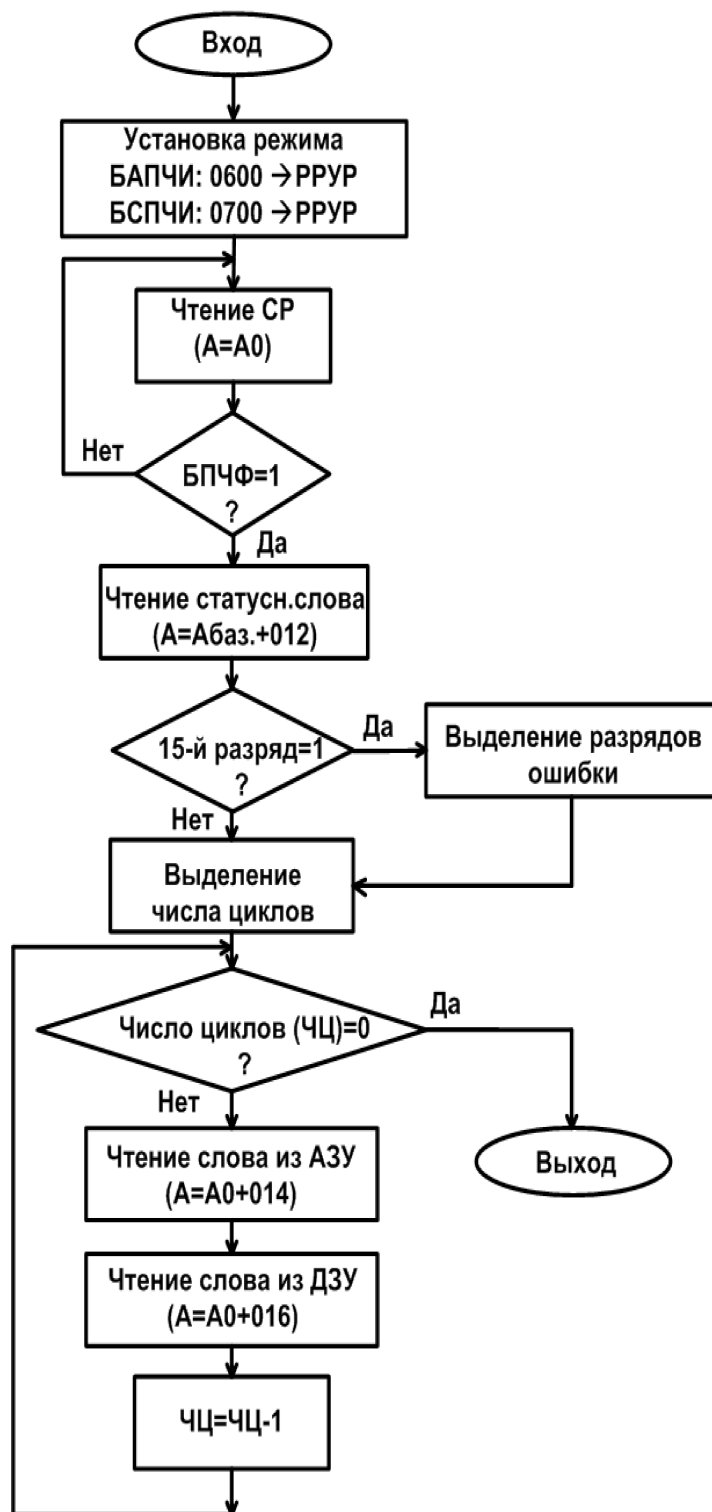 Вход
Установка режима
БАПЧИ: 0600 →РРУР
БСПЧИ: 0700 →РРУР
Чтение СР
(А=А0)
Нет
БПЧФ=1
?
Да
Чтение статусн.слова
(А=Абаз.+012)
15-й разряд=1
?
Да
Выделение разрядов
ошибки
Нет
Выделение
числа циклов
Число циклов (ЧЦ)=0
?
Да
Нет
Чтение слова из АЗУ
(А=А0+014)
Выход
Чтение слова из ДЗУ
(А=А0+016)
ЧЦ=ЧЦ-1